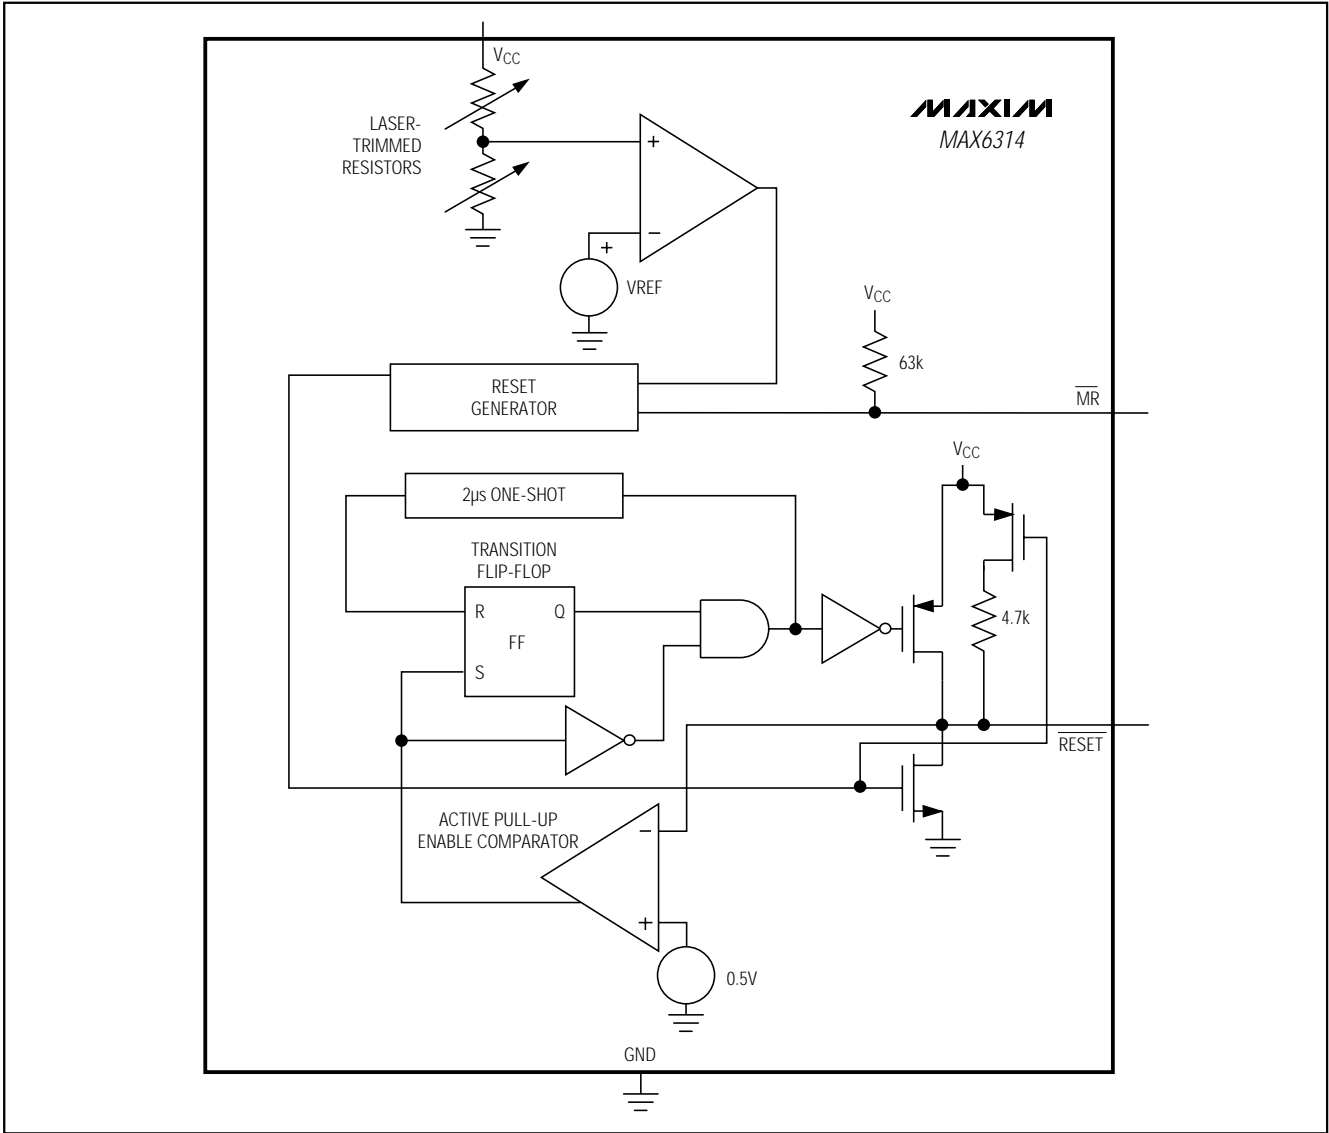 VCC
LASER-
TRIMMED
RESISTORS
+
−
+
VREF
MAXIM
MAX6314
VCC
63k
MR
RESET
GENERATOR
2µs ONE-SHOT
TRANSITION
FLIP-FLOP
R
Q
FF
S
VCC
4.7k
RESET
ACTIVE PULL-UP
ENABLE COMPARATOR
−
+
0.5V
GND